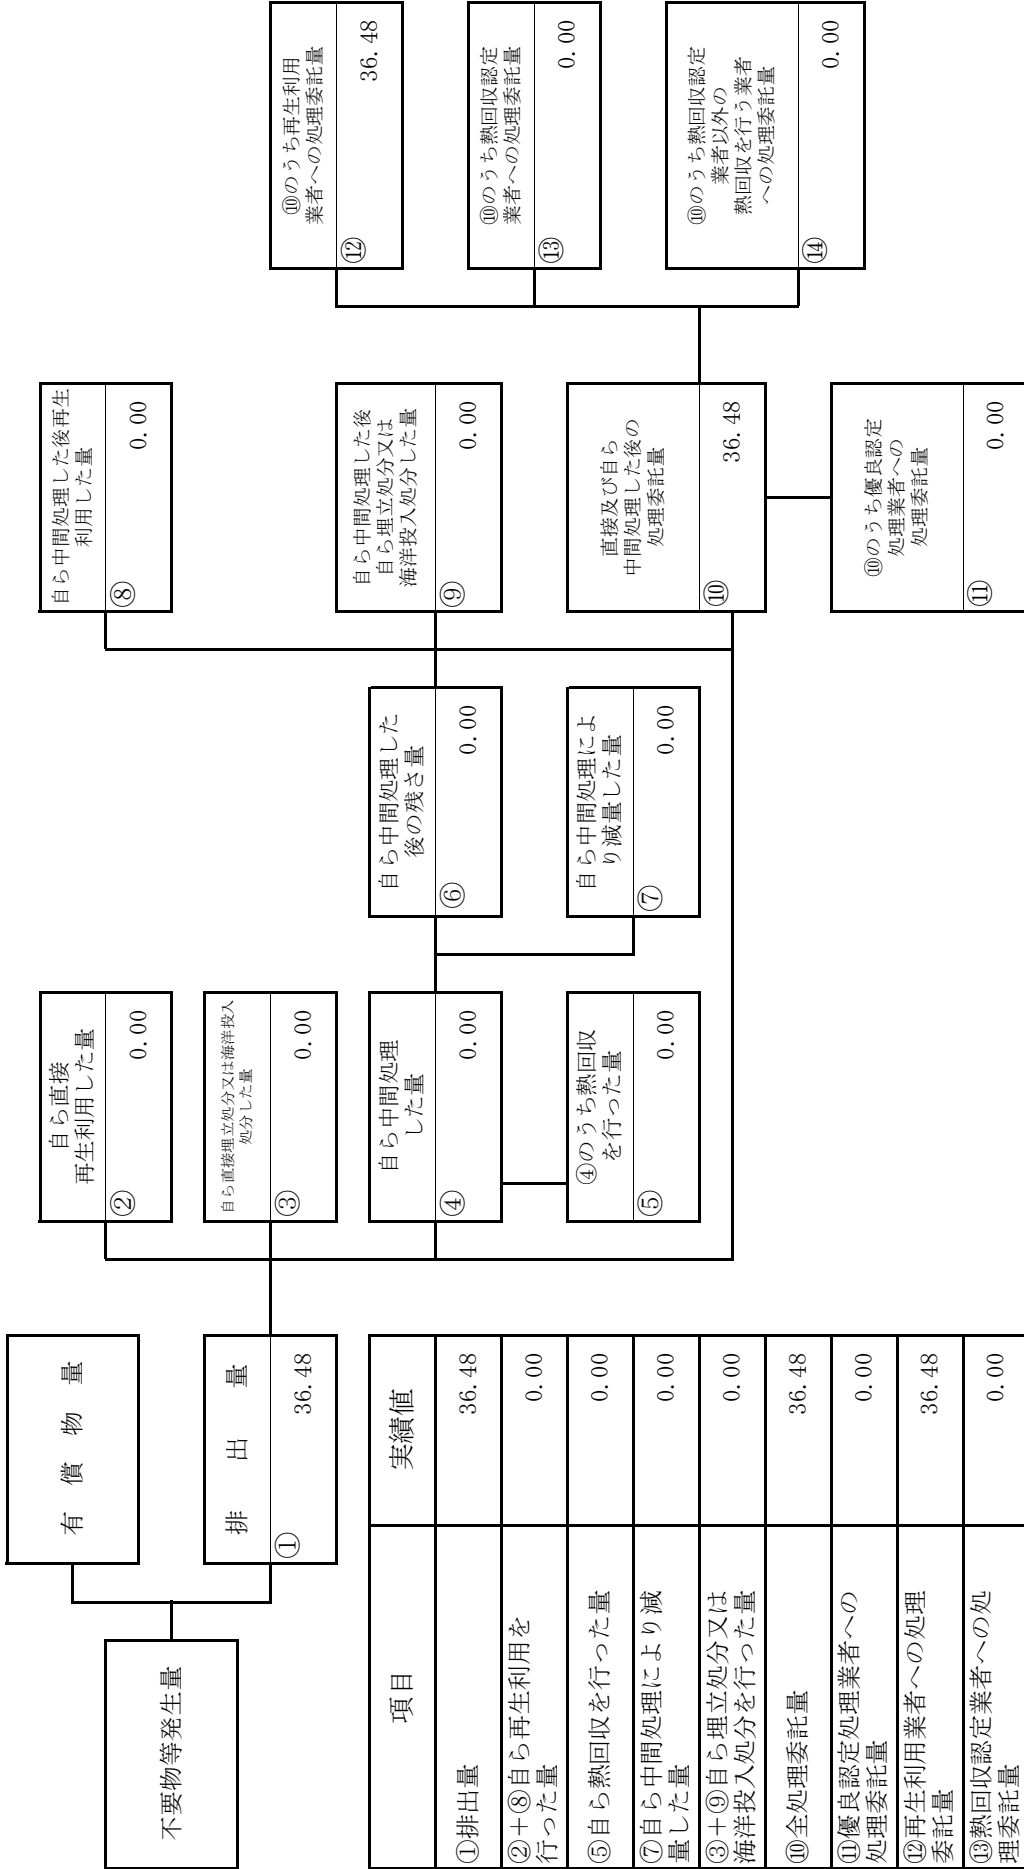 不要物等発生量
有　償　物　量
排　出　量
①
36.48
自ら直接
再生利用した量
②
0.00
自ら直接埋立処分又は海洋投入
処分した量
③
0.00
自ら中間処理
した量
④
0.00
④のうち熱回収
を行った量
⑤
0.00
自ら中間処理した
後の残さ量
⑥
0.00
自ら中間処理によ
り減量した量
⑦
0.00
自ら中間処理した後再生
利用した量
⑧
0.00
自ら中間処理した後
自ら埋立処分又は
海洋投入処分した量
⑨
0.00
直接及び自ら
中間処理した後の
処理委託量
⑩
36.48
⑩のうち優良認定
処理業者への
処理委託量
⑪
0.00
⑩のうち再生利用
業者への処理委託量
⑫
36.48
⑩のうち熱回収認定
業者への処理委託量
⑬
0.00
⑩のうち熱回収認定
業者以外の
熱回収を行う業者
への処理委託量
⑭
0.00
項目
実績値
①排出量
36.48
②＋⑧自ら再生利用を
行った量
0.00
⑤自ら熱回収を行った量
0.00
⑦自ら中間処理により減
量した量
0.00
③＋⑨自ら埋立処分又は
海洋投入処分を行った量
0.00
⑩全処理委託量
36.48
⑪優良認定処理業者への
処理委託量
0.00
⑫再生利用業者への処理
委託量
36.48
⑬熱回収認定業者への処
理委託量
0.00